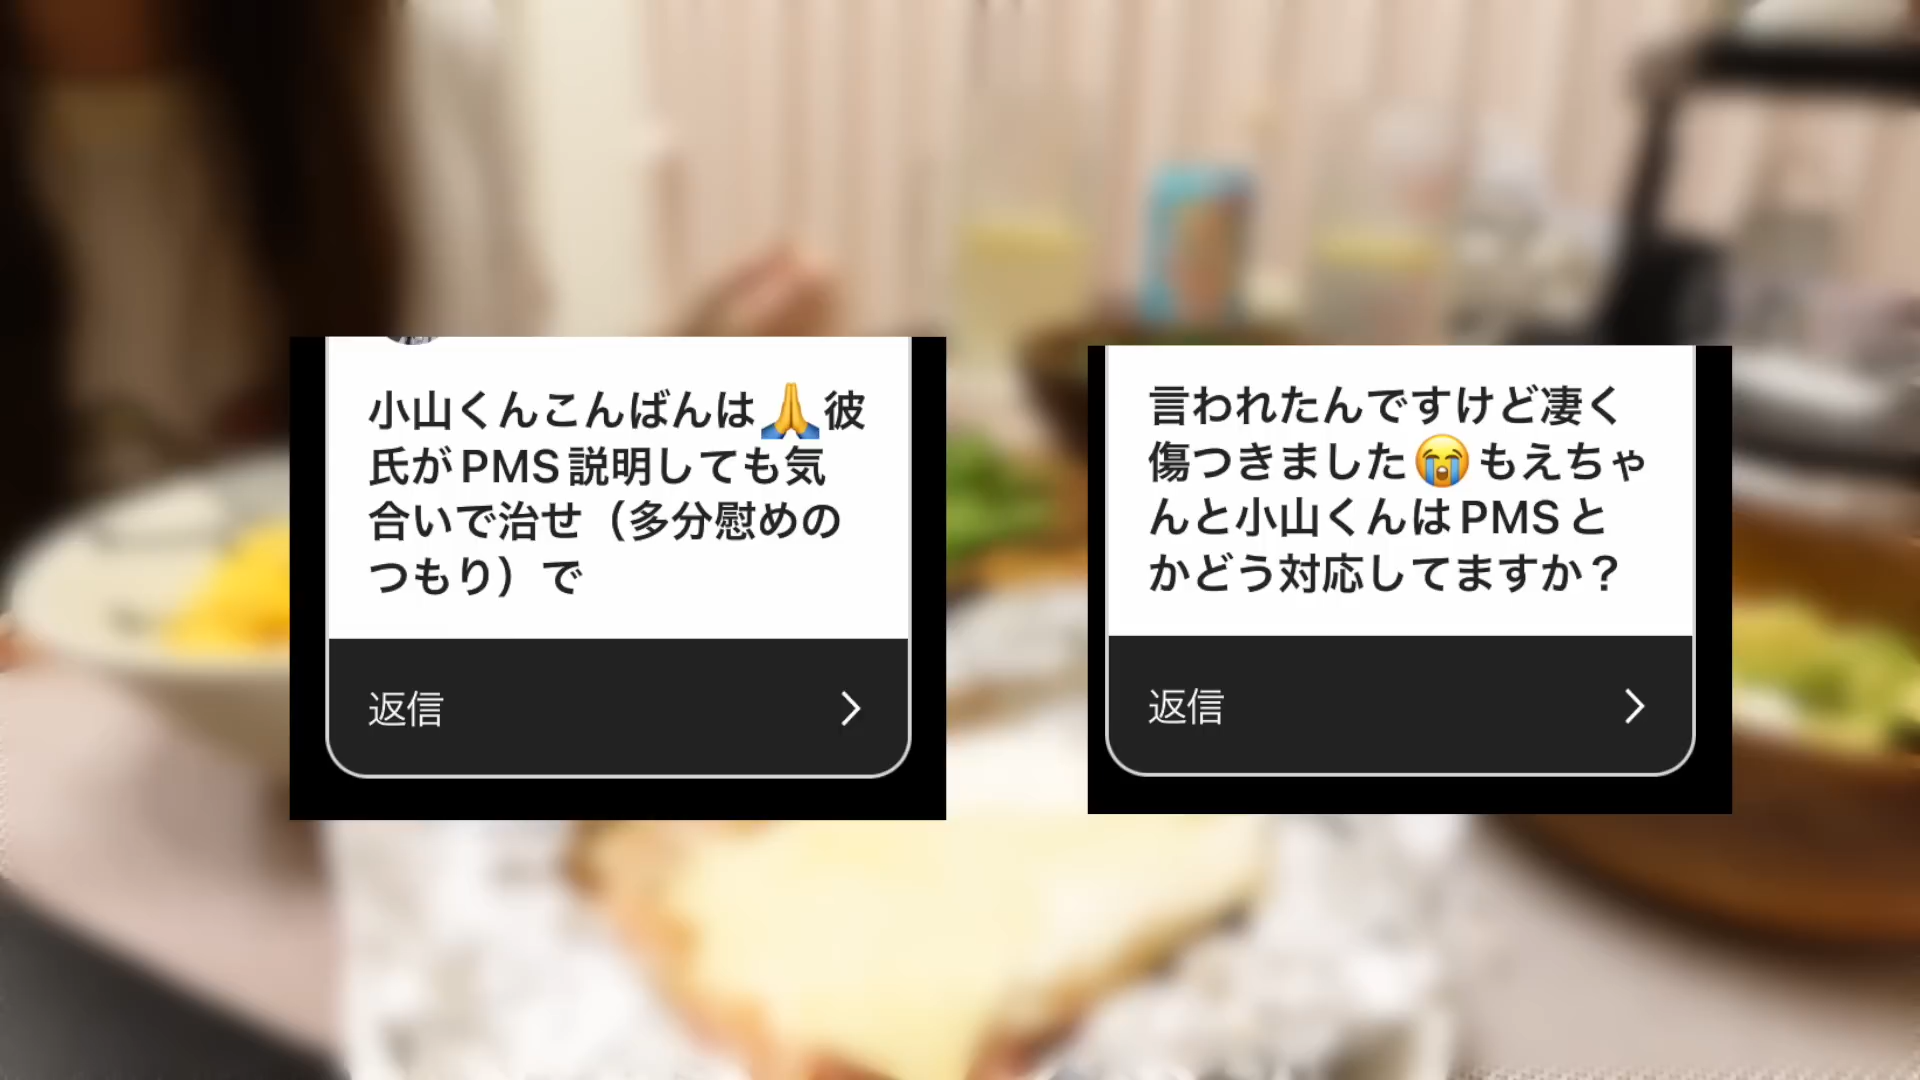 小山くんこんばんは🙏彼
氏がPMS説明しても気
合いで治せ（多分慰めの
つもり）で
返信
言われたんですけど凄く
傷つきました😭もえちゃ
んと小山くんはPMSと
かどう対応してますか？
返信